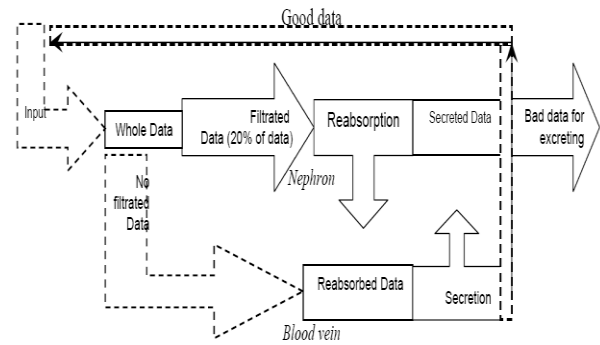 Good data
Input
Whole Data
Filtrated
Data (20% of data)
Reabsorption
Secreted Data
Bad data for
excreting
Nephron
No
filtrated
Data
Reabsorbed Data
Secretion
Blood vein